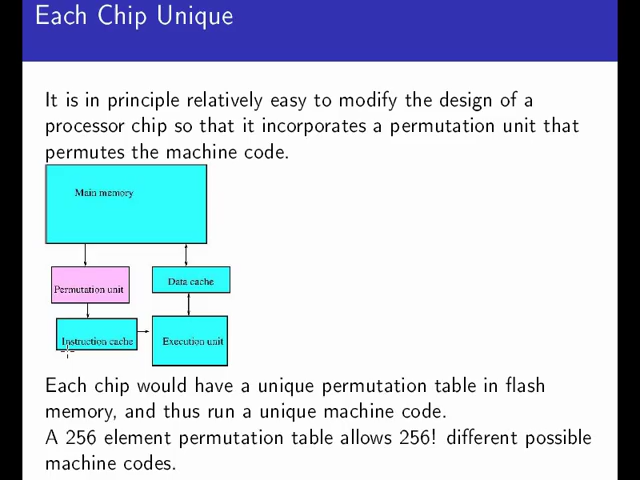 Each Chip Unique
It is in principle relatively easy to modify the design of a
processor chip so that it incorporates a permutation unit that
permutes the machine code.
Main memory
Permutation unit
Data cache
Instruction cache
Execution unit
Each chip would have a unique permutation table in flash
memory, and thus run a unique machine code.
A 256 element permutation table allows 256! different possible
machine codes.